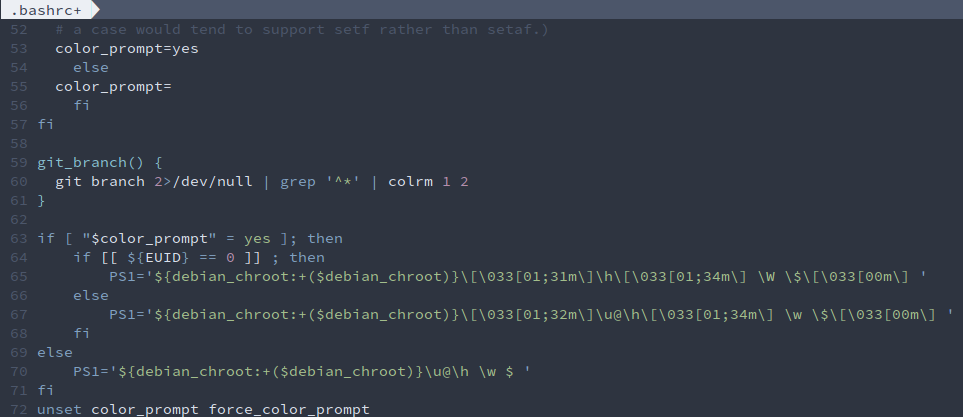 .bashrc+
52   # a case would tend to support setf rather than setaf.)
53   color_prompt=yes
54     else
55   color_prompt=
56     fi
57 fi
58
59 git_branch() {
60   git branch 2>/dev/null | grep '^*' | colrm 1 2
61 }
62
63 if [ "$color_prompt" = yes ]; then
64     if [[ ${EUID} == 0 ]] ; then
65         PS1='${debian_chroot:+($debian_chroot)}\[\033[01;31m\]\h\[\033[01;34m\] \W \$\[\033[00m\] '
66     else
67         PS1='${debian_chroot:+($debian_chroot)}\[\033[01;32m\]\u@\h\[\033[01;34m\] \w \$\[\033[00m\] '
68     fi
69 else
70     PS1='${debian_chroot:+($debian_chroot)}\u@\h \w $ '
71 fi
72 unset color_prompt force_color_prompt